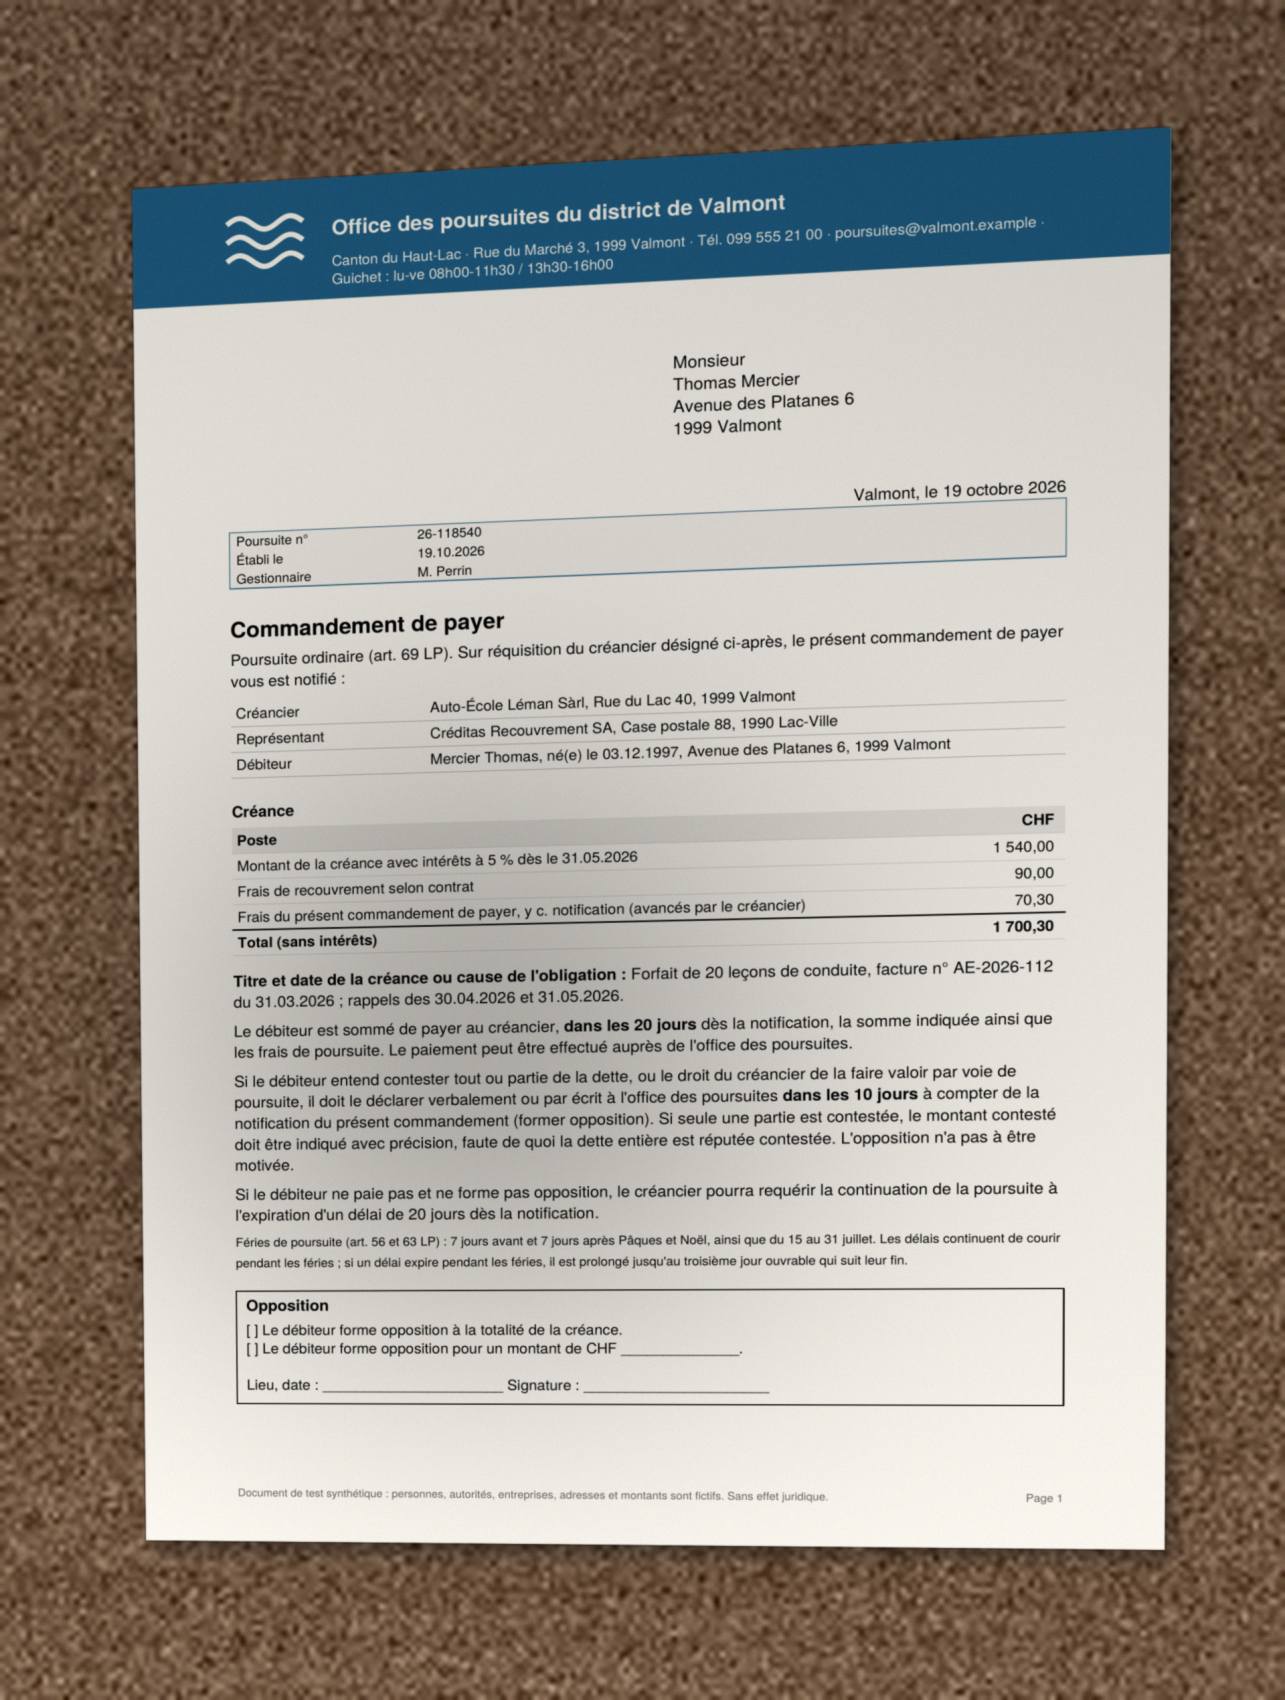 Office des poursuites du district de Valmont
Canton du Haut-Lac · Rue du Marché 3, 1999 Valmont · Tél. 099 555 21 00 · poursuites@valmont.example ·
Guichet : lu-ve 08h00-11h30 / 13h30-16h00
Monsieur
Thomas Mercier
Avenue des Platanes 6
1999 Valmont
Valmont, le 19 octobre 2026
Poursuite n° 26-118540
Établi le 19.10.2026
Gestionnaire M. Perrin
Commandement de payer
Poursuite ordinaire (art. 69 LP). Sur réquisition du créancier désigné ci-après, le présent commandement de payer
vous est notifié :
Créancier Auto-École Léman Sàrl, Rue du Lac 40, 1999 Valmont
Représentant Créditas Recouvrement SA, Case postale 88, 1990 Lac-Ville
Débiteur Mercier Thomas, né(e) le 03.12.1997, Avenue des Platanes 6, 1999 Valmont
Créance
Poste CHF
Montant de la créance avec intérêts à 5 % dès le 31.05.2026 1 540,00
Frais de recouvrement selon contrat 90,00
Frais du présent commandement de payer, y c. notification (avancés par le créancier) 70,30
Total (sans intérêts) 1 700,30
Titre et date de la créance ou cause de l'obligation : Forfait de 20 leçons de conduite, facture n° AE-2026-112
du 31.03.2026 ; rappels des 30.04.2026 et 31.05.2026.
Le débiteur est sommé de payer au créancier, dans les 20 jours dès la notification, la somme indiquée ainsi que
les frais de poursuite. Le paiement peut être effectué auprès de l'office des poursuites.
Si le débiteur entend contester tout ou partie de la dette, ou le droit du créancier de la faire valoir par voie de
poursuite, il doit le déclarer verbalement ou par écrit à l'office des poursuites dans les 10 jours à compter de la
notification du présent commandement (former opposition). Si seule une partie est contestée, le montant contesté
doit être indiqué avec précision, faute de quoi la dette entière est réputée contestée. L'opposition n'a pas à être
motivée.
Si le débiteur ne paie pas et ne forme pas opposition, le créancier pourra requérir la continuation de la poursuite à
l'expiration d'un délai de 20 jours dès la notification.
Féries de poursuite (art. 56 et 63 LP) : 7 jours avant et 7 jours après Pâques et Noël, ainsi que du 15 au 31 juillet. Les délais continuent de courir
pendant les féries ; si un délai expire pendant les féries, il est prolongé jusqu'au troisième jour ouvrable qui suit leur fin.
Opposition
[ ] Le débiteur forme opposition à la totalité de la créance.
[ ] Le débiteur forme opposition pour un montant de CHF _______________.
Lieu, date : _______________________ Signature : ________________________
Document de test synthétique : personnes, autorités, entreprises, adresses et montants sont fictifs. Sans effet juridique. Page 1